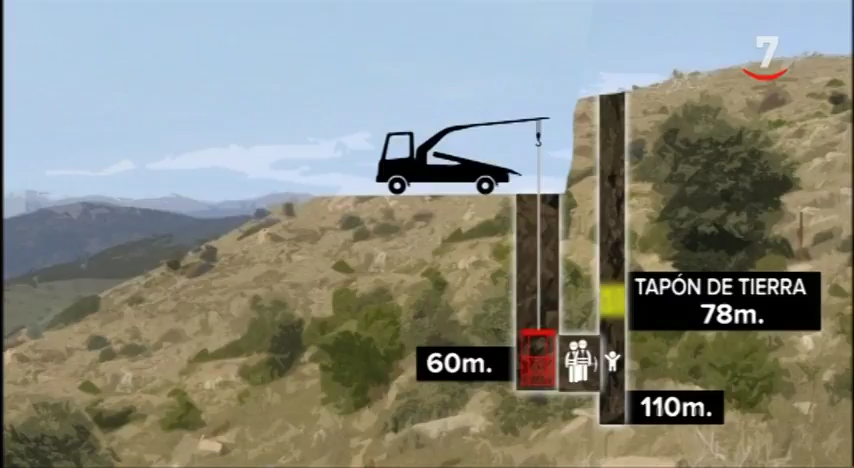 7
TAPÓN DE TIERRA
78m.
60m.
110m.